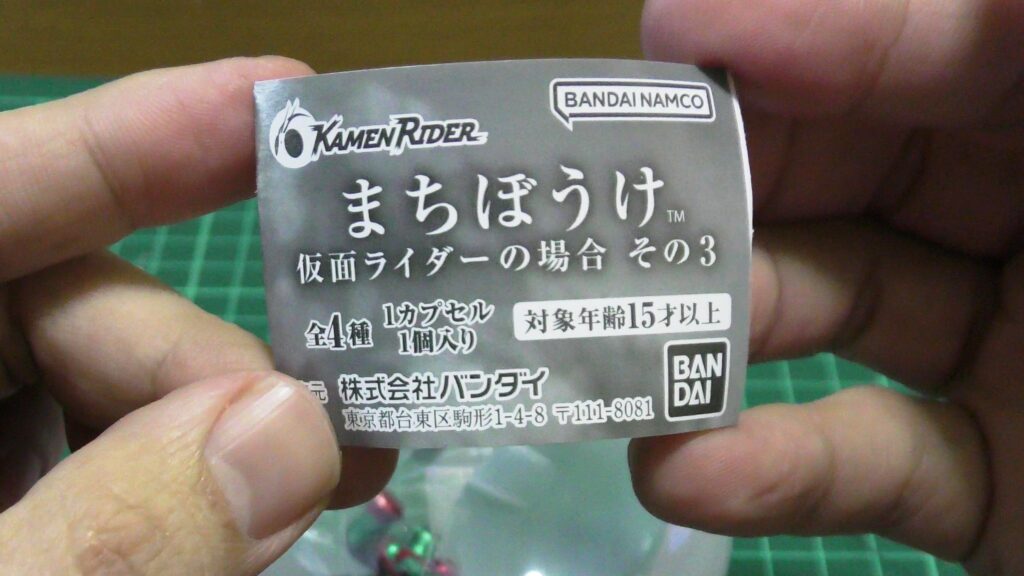 KAMEN RIDER
BANDAI NAMCO
まちぼうけ™
仮面ライダーの場合 その3
全4種
1カプセル
1個入り
対象年齢15才以上
元 株式会社バンダイ
東京都台東区駒形1-4-8 〒111-8081
BAN
DAI